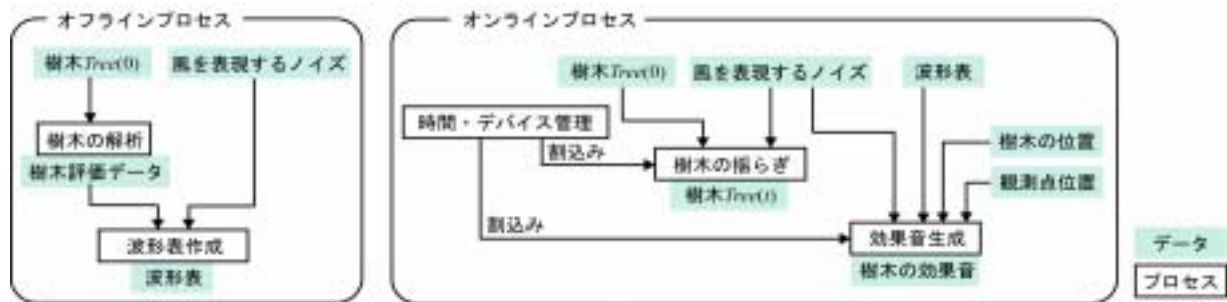 オフラインプロセス
樹木Tree(0)
風を表現するノイズ
樹木の解析
樹木評価データ
波形表作成
波形表
オンラインプロセス
樹木Tree(0)
風を表現するノイズ
波形表
時間・デバイス管理
割込み
樹木の揺らぎ
樹木Tree(t)
樹木の位置
観測点位置
割込み
効果音生成
樹木の効果音
データ
プロセス